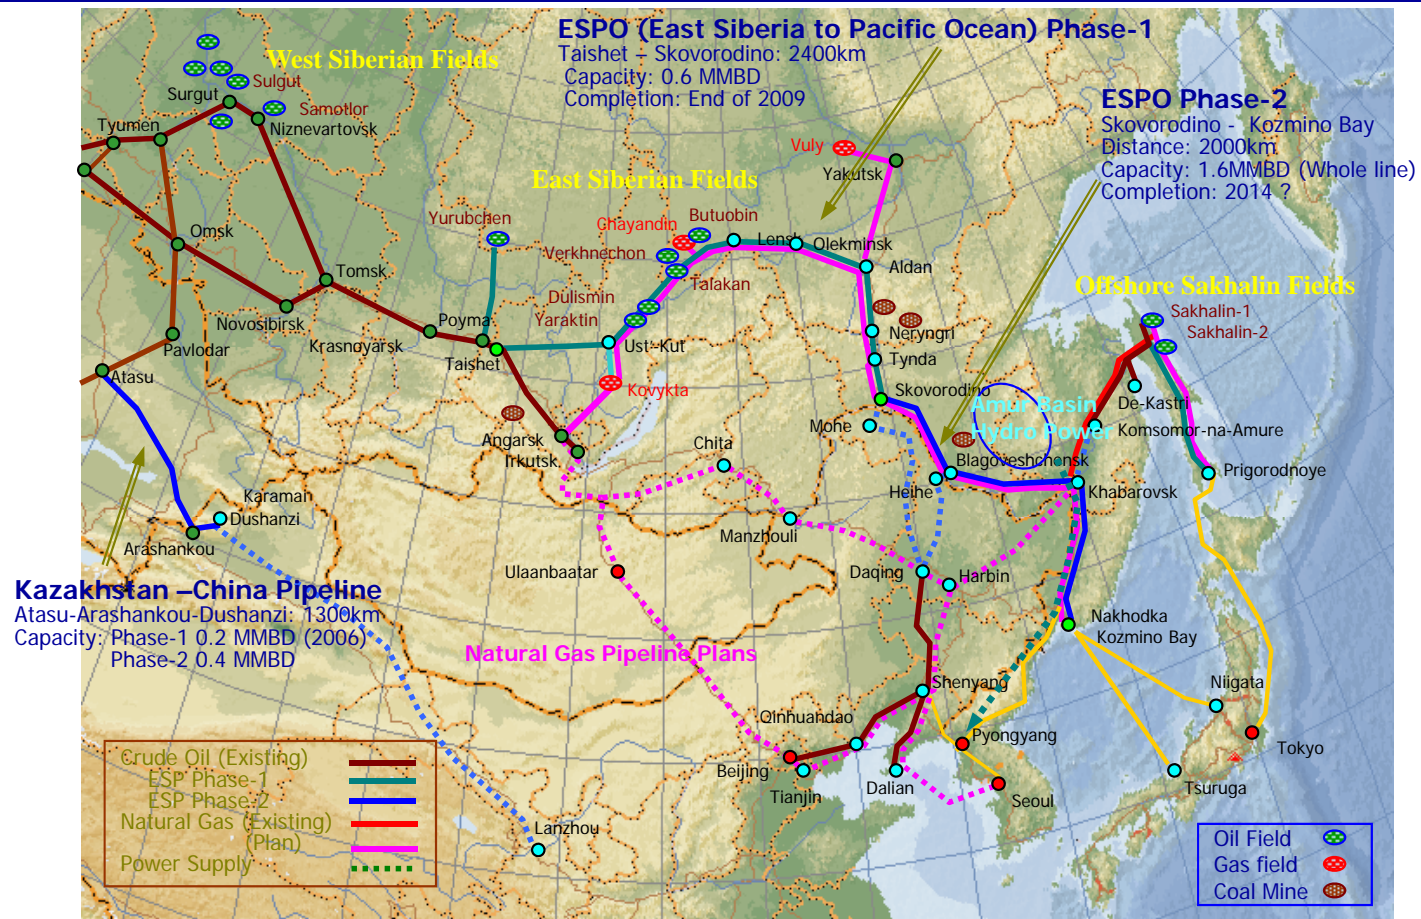 ESPO (East Siberia to Pacific Ocean) Phase-1
Taishet – Skovorodino: 2400km
Capacity: 0.6 MMBD
Completion: End of 2009
ESPO Phase-2
Skovorodino - Kozmino Bay
Distance: 2000km
Capacity: 1.6MMBD (Whole line)
Completion: 2014 ?
West Siberian Fields
Sulgut
Surgut
Samotlor
Niznevartovsk
Tyumen
Vuly
Yakutsk
East Siberian Fields
Yurubchen
Chayandin
Butuobin
Lensk
Olekminsk
Omsk
Verkhnechon
Talakan
Aldan
Tomsk
Offshore Sakhalin Fields
Dulismin
Yaraktin
Sakhalin-1
Sakhalin-2
Novosibirsk
Poyma
Krasnoyarsk
Neryngri
Pavlodar
Taishet
Ust.-Kut
Tynda
Atasu
Kovykta
Skovorodino
De-Kastri
Amur Basin
Hydro Power
Mohe
Komsomor-na-Amure
Angarsk
Irkutsk.
Chita
Blagoveshchensk
Prigorodnoye
Heihe
Khabarovsk
Karamai
Dushanzi
Manzhouli
Arashankou
Ulaanbaatar
Daqing
Harbin
Kazakhstan –China Pipeline
Atasu-Arashankou-Dushanzi: 1300km
Capacity: Phase-1 0.2 MMBD (2006)
Phase-2 0.4 MMBD
Nakhodka
Kozmino Bay
Natural Gas Pipeline Plans
Shenyang
Niigata
Qinhuandao
Pyongyang
Tokyo
Beijing
Tianjin
Dalian
Seoul
Tsuruga
Lanzhou
Crude Oil (Existing)
ESP Phase-1
ESP Phase-2
Natural Gas (Existing)
(Plan)
Power Supply
Oil Field
Gas field
Coal Mine